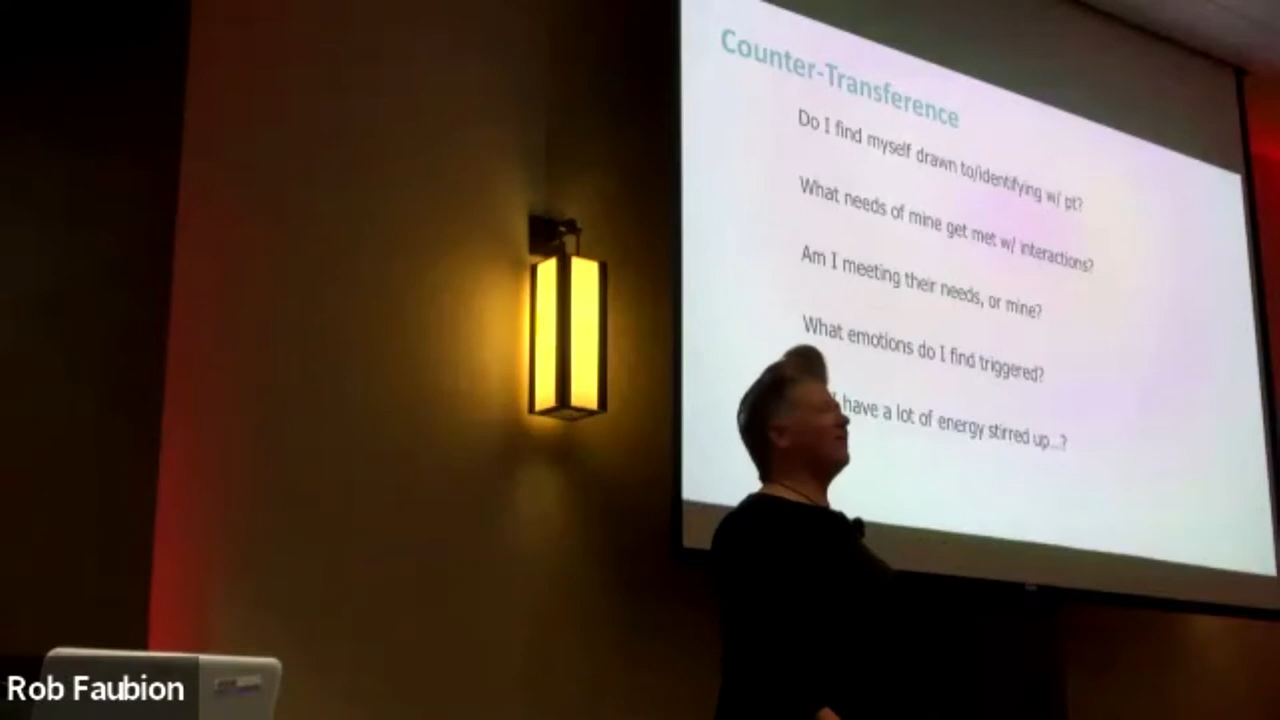 Counter-Transference
Do I find myself drawn to/identifying w/ pt?
What needs of mine get met w/ interactions?
Am I meeting their needs, or mine?
What emotions do I find triggered?
have a lot of energy stirred up...?
Rob Faubion